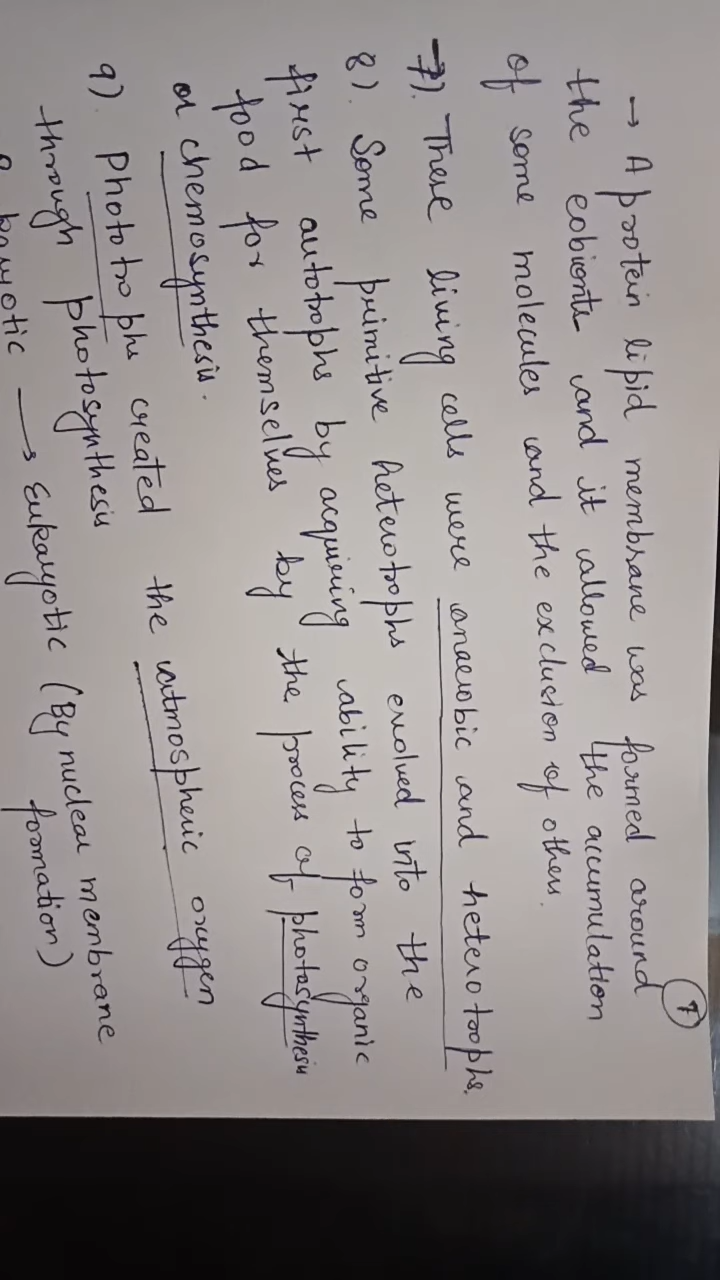 7
→ A protein lipid membrane was formed around
the eobionts and it allowed the accumulation
of some molecules and the exclusion of others.
7). These living cells were anaerobic and heterotrophs.
8). Some primitive heterotrophs evolved into the
first autotrophs by acquiring ability to form organic
food for themselves by the process of photosynthesis
or chemosynthesis.
9). Phototrophs created the atmospheric oxygen
through photosynthesis
→ Eukaryotic (By nuclear membrane
formation)